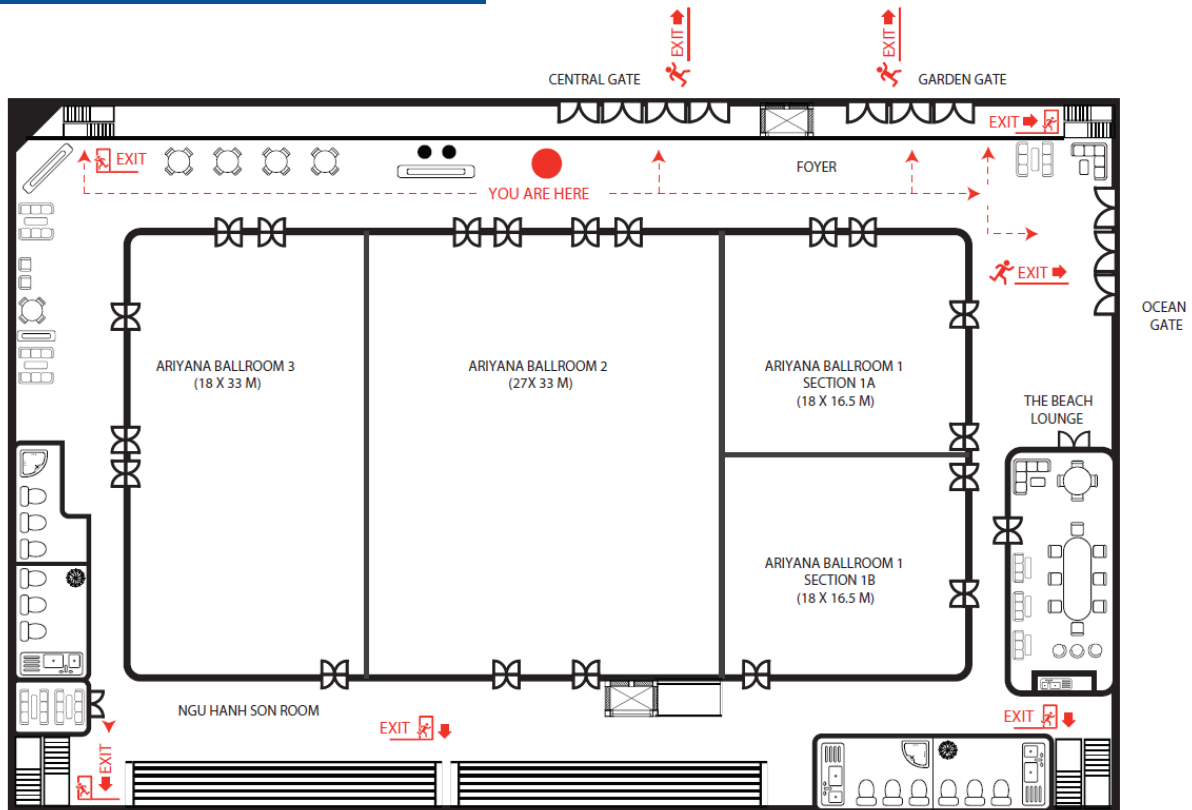 EXIT
EXIT
CENTRAL GATE
GARDEN GATE
EXIT
EXIT
FOYER
YOU ARE HERE
EXIT
OCEAN
GATE
ARIYANA BALLROOM 3
(18 X 33 M)
ARIYANA BALLROOM 2
(27X 33 M)
ARIYANA BALLROOM 1
SECTION 1A
(18 X 16.5 M)
THE BEACH
LOUNGE
ARIYANA BALLROOM 1
SECTION 1B
(18 X 16.5 M)
NGU HANH SON ROOM
EXIT
EXIT
EXIT